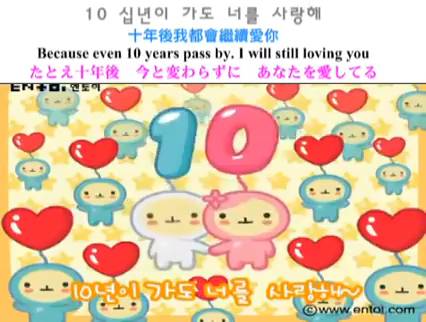 10 십년이 가도 너를 사랑해
十年後我都會繼續愛你
Because even 10 years pass by. I will still loving you
たとえ十年後　今と変わらずに　あなたを愛してる
ENTOI. 엔토이
10
10년이 가도 너를 사랑해~
ⓒwww.entoi.com